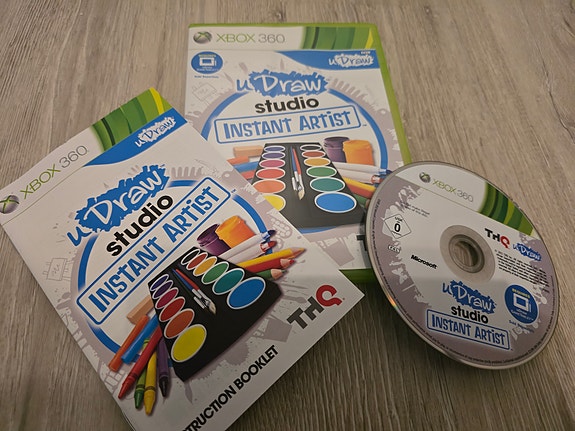 XBOX 360
uDraw
uDraw
studio
INSTANT ARTIST
XBOX 360
uDraw
uDraw
studio
INSTANT ARTIST
THQ
INSTRUCTION BOOKLET
XBOX 360
0
THQ
uDraw
Microsoft
uDraw
studio
INSTANT ARTIST